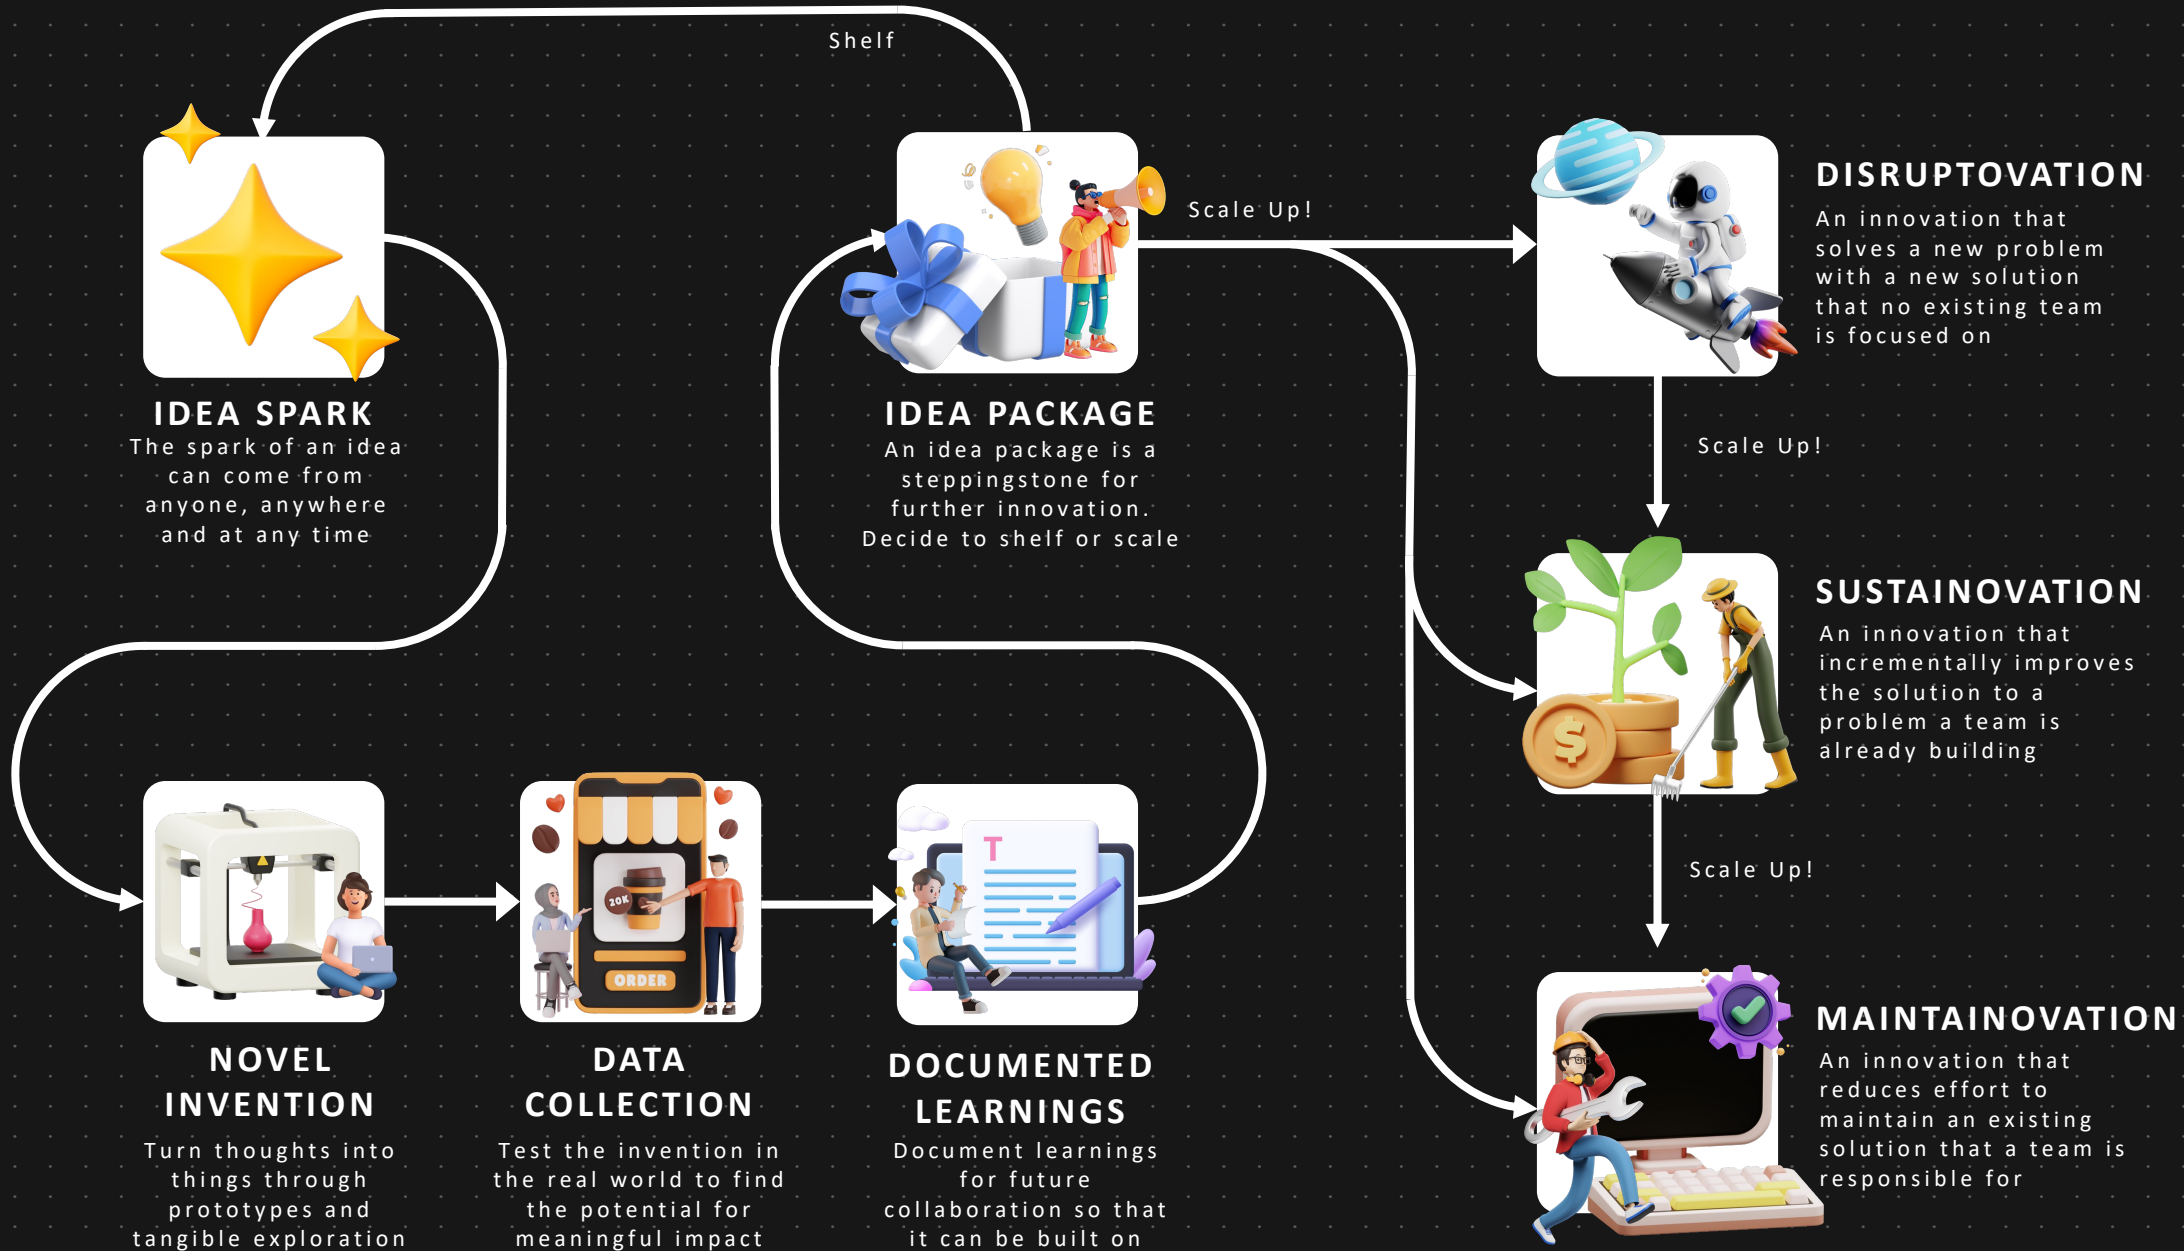 Shelf
IDEA SPARK
The spark of an idea
can come from
anyone, anywhere
and at any time
IDEA PACKAGE
An idea package is a
steppingstone for
further innovation.
Decide to shelf or scale
Scale Up!
DISRUPTOVATION
An innovation that
solves a new problem
with a new solution
that no existing team
is focused on
Scale Up!
SUSTAINOVATION
An innovation that
incrementally improves
the solution to a
problem a team is
already building
Scale Up!
MAINTAINOVATION
An innovation that
reduces effort to
maintain an existing
solution that a team is
responsible for
NOVEL
INVENTION
Turn thoughts into
things through
prototypes and
tangible exploration
20K
ORDER
DATA
COLLECTION
Test the invention in
the real world to find
the potential for
meaningful impact
T
DOCUMENTED
LEARNINGS
Document learnings
for future
collaboration so that
it can be built on
$